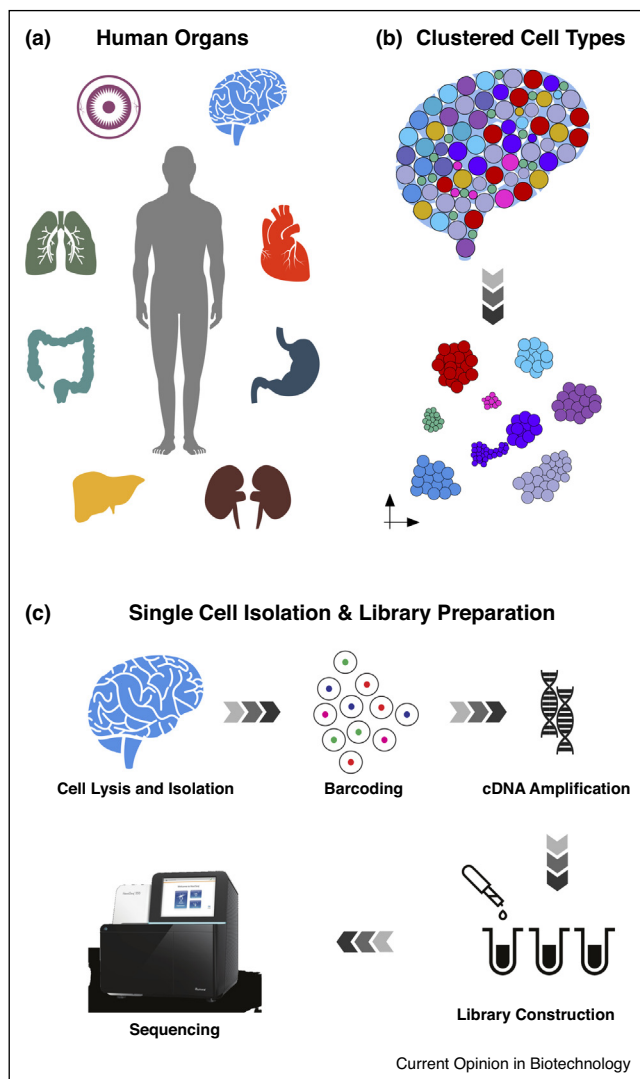 (a) Human Organs
(b) Clustered Cell Types
(c) Single Cell Isolation & Library Preparation
Cell Lysis and Isolation
Barcoding
cDNA Amplification
Sequencing
Library Construction
Current Opinion in Biotechnology